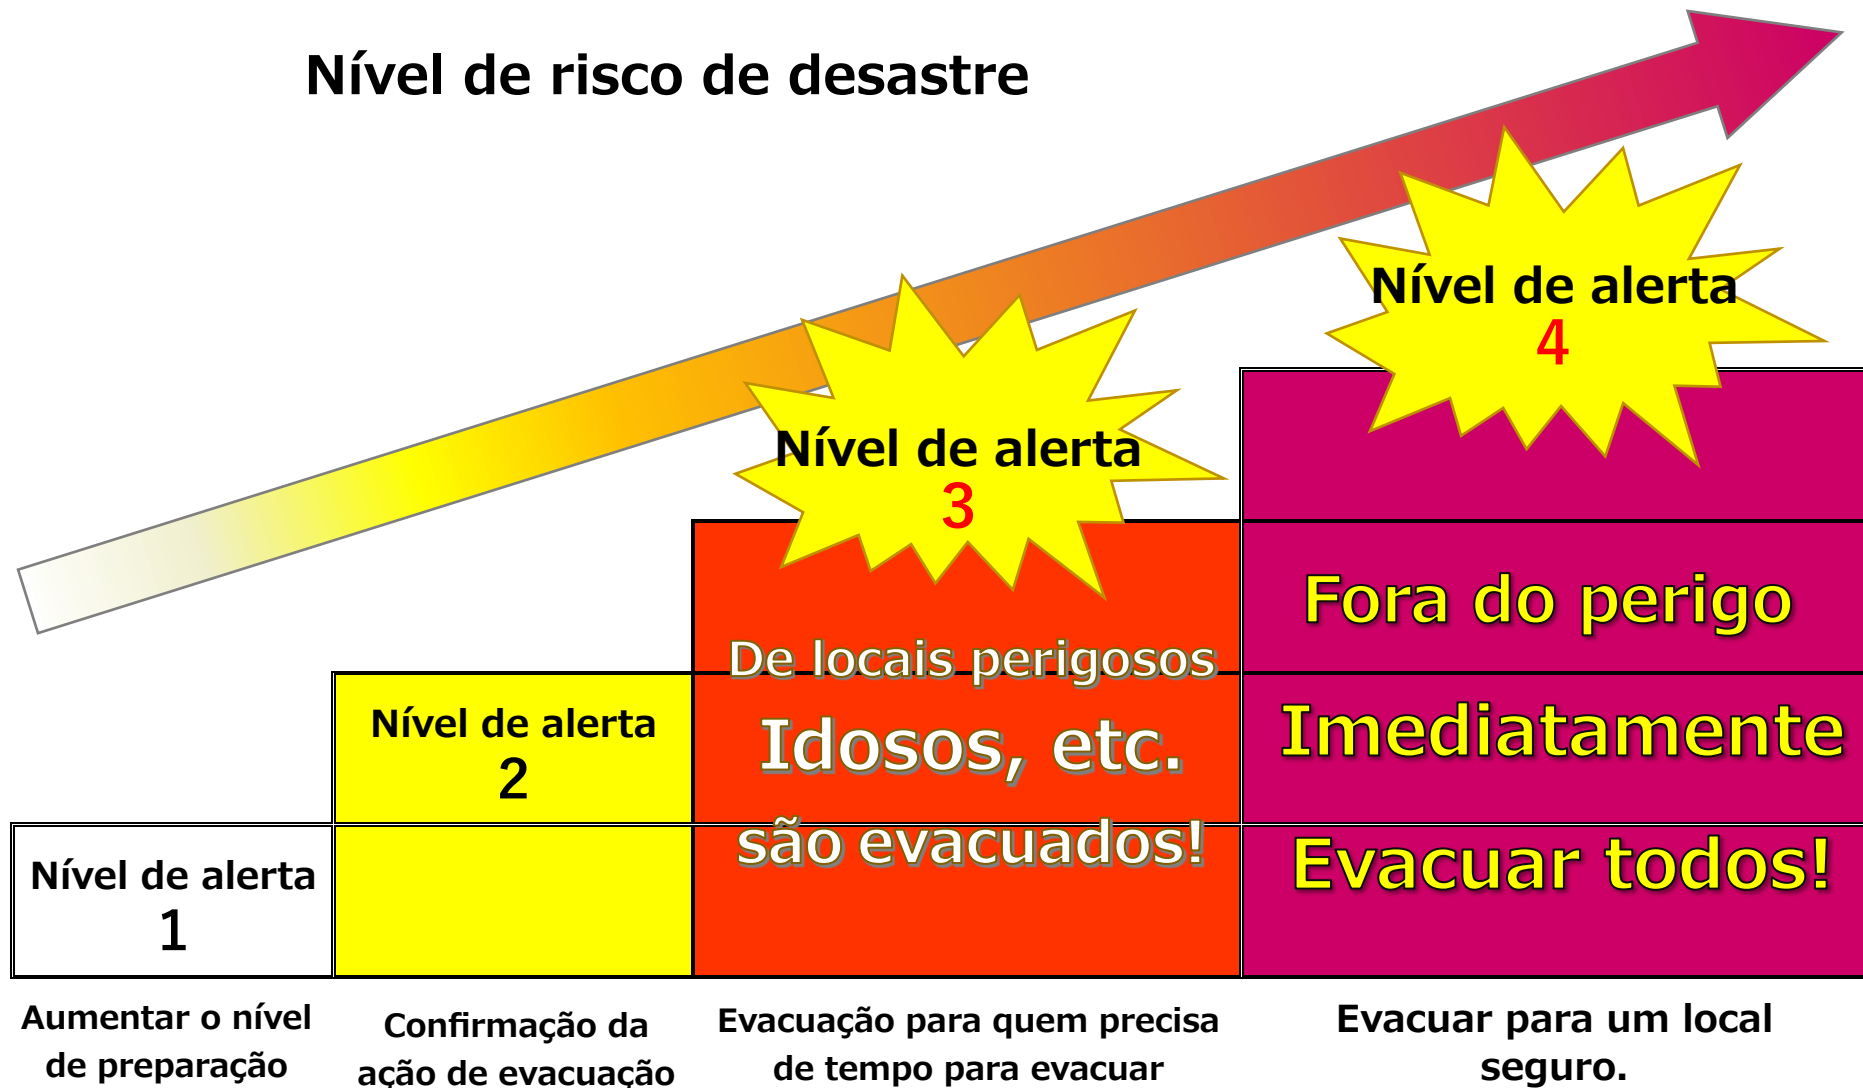 Nível de risco de desastre
Nível de alerta
4
Nível de alerta
3
Fora do perigo
Imediatamente
Evacuar todos!
De locais perigosos
Idosos, etc.
são evacuados!
Nível de alerta
2
Nível de alerta
1
Aumentar o nível
de preparação
Confirmação da
ação de evacuação
Evacuação para quem precisa
de tempo para evacuar
Evacuar para um local
seguro.